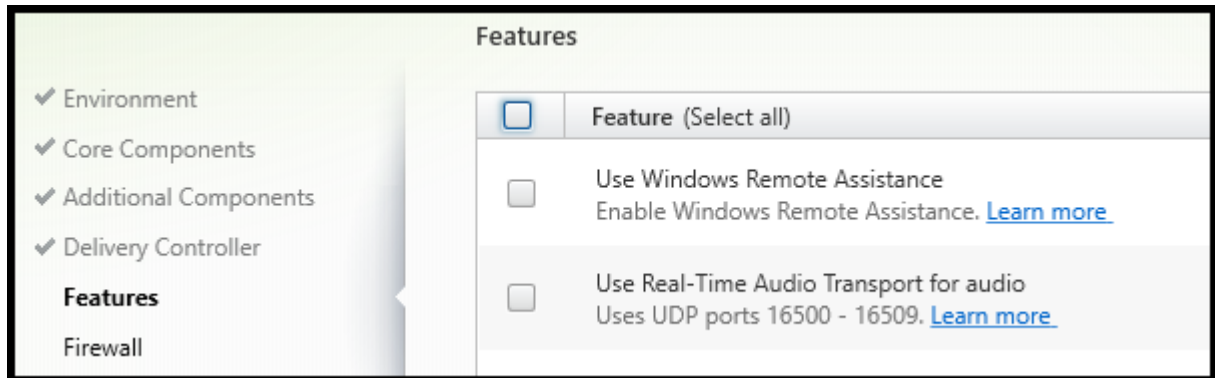 Environment
Core Components
Additional Components
Delivery Controller
Features
Firewall
Features
Feature (Select all)
Use Windows Remote Assistance
Enable Windows Remote Assistance. Learn more
Use Real-Time Audio Transport for audio
Uses UDP ports 16500 - 16509. Learn more